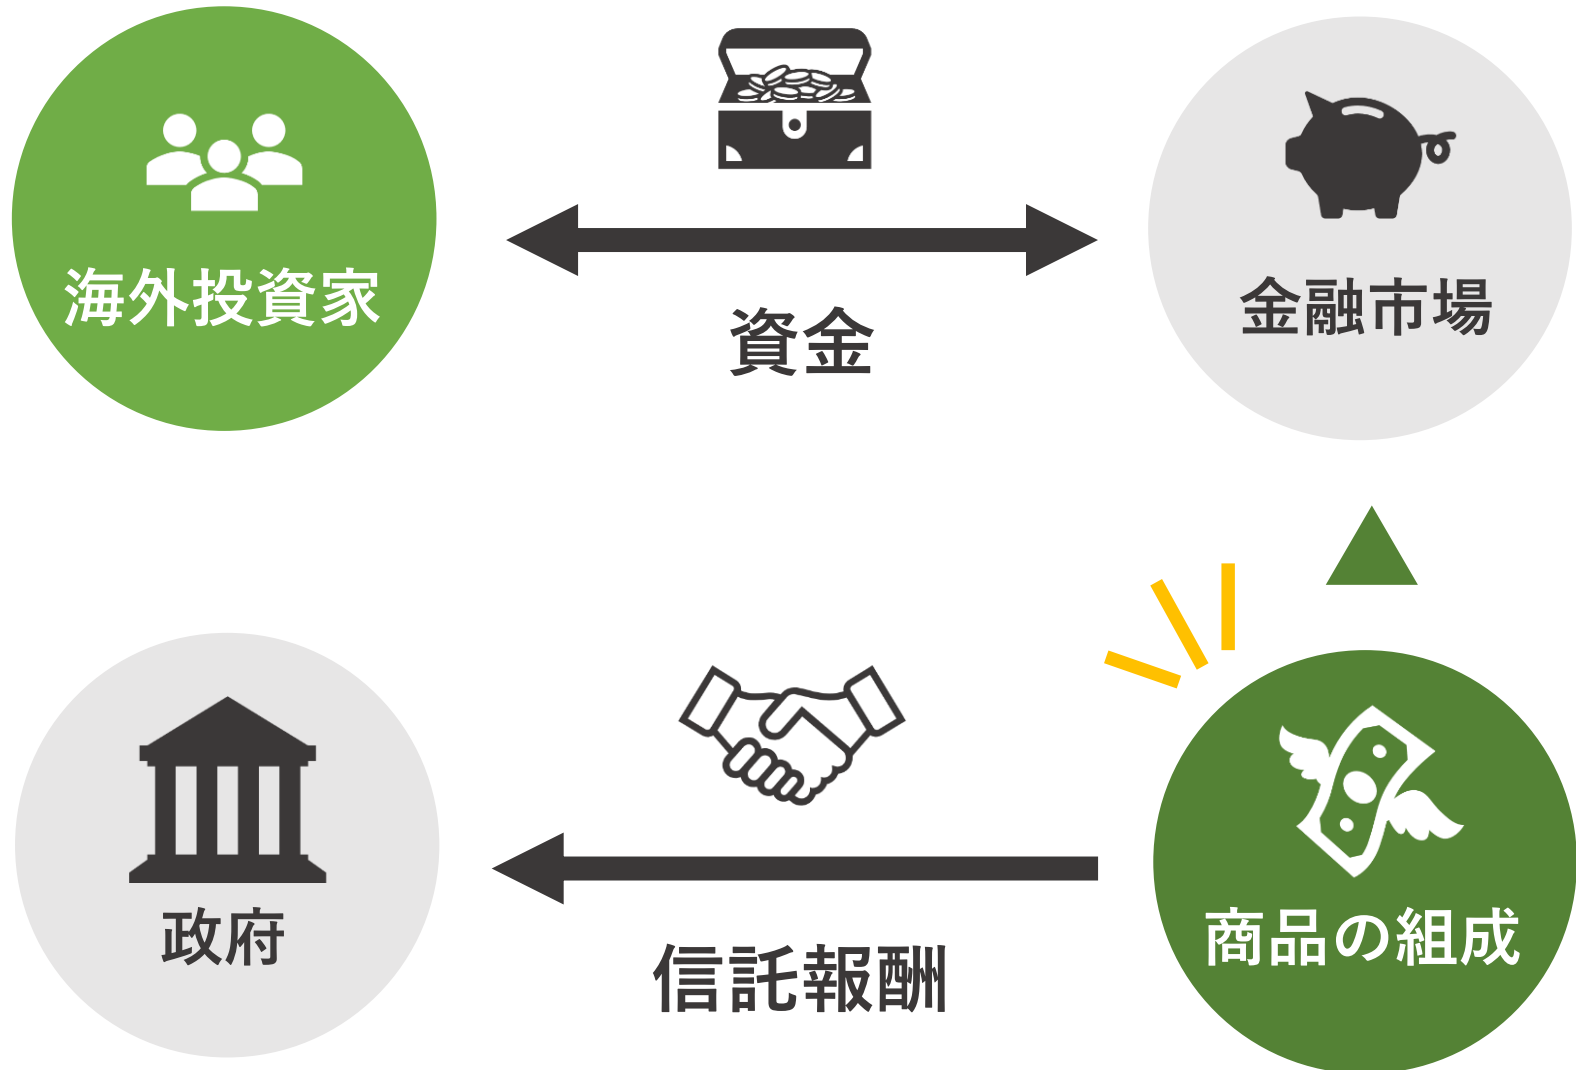 海外投資家
資金
金融市場
政府
信託報酬
商品の組成